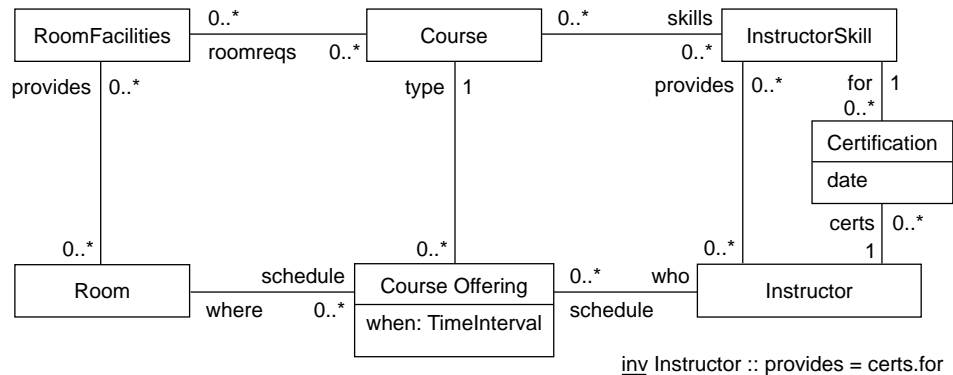 0..* 0..* skills
RoomFacilities Course InstructorSkill
roomreqs 0..* 0..*
provides 0..* type 1 provides 0..* for 1
0..*
Certification
date
certs 0..*
0..* 0..* 0..* 1
schedule 0..* who
Room Course Offering Instructor
where 0..* schedule
when: TimeInterval
inv Instructor :: provides = certs.for